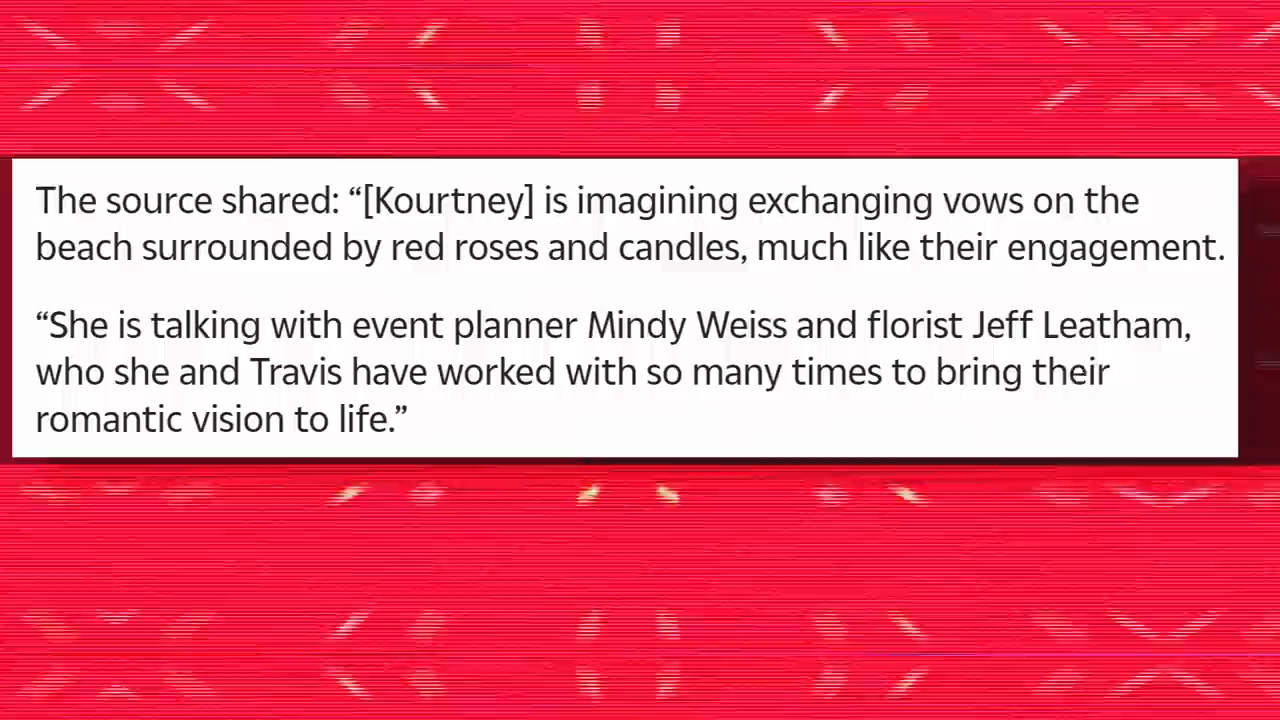 The source shared: “[Kourtney] is imagining exchanging vows on the
beach surrounded by red roses and candles, much like their engagement.
“She is talking with event planner Mindy Weiss and florist Jeff Leatham,
who she and Travis have worked with so many times to bring their
romantic vision to life.”